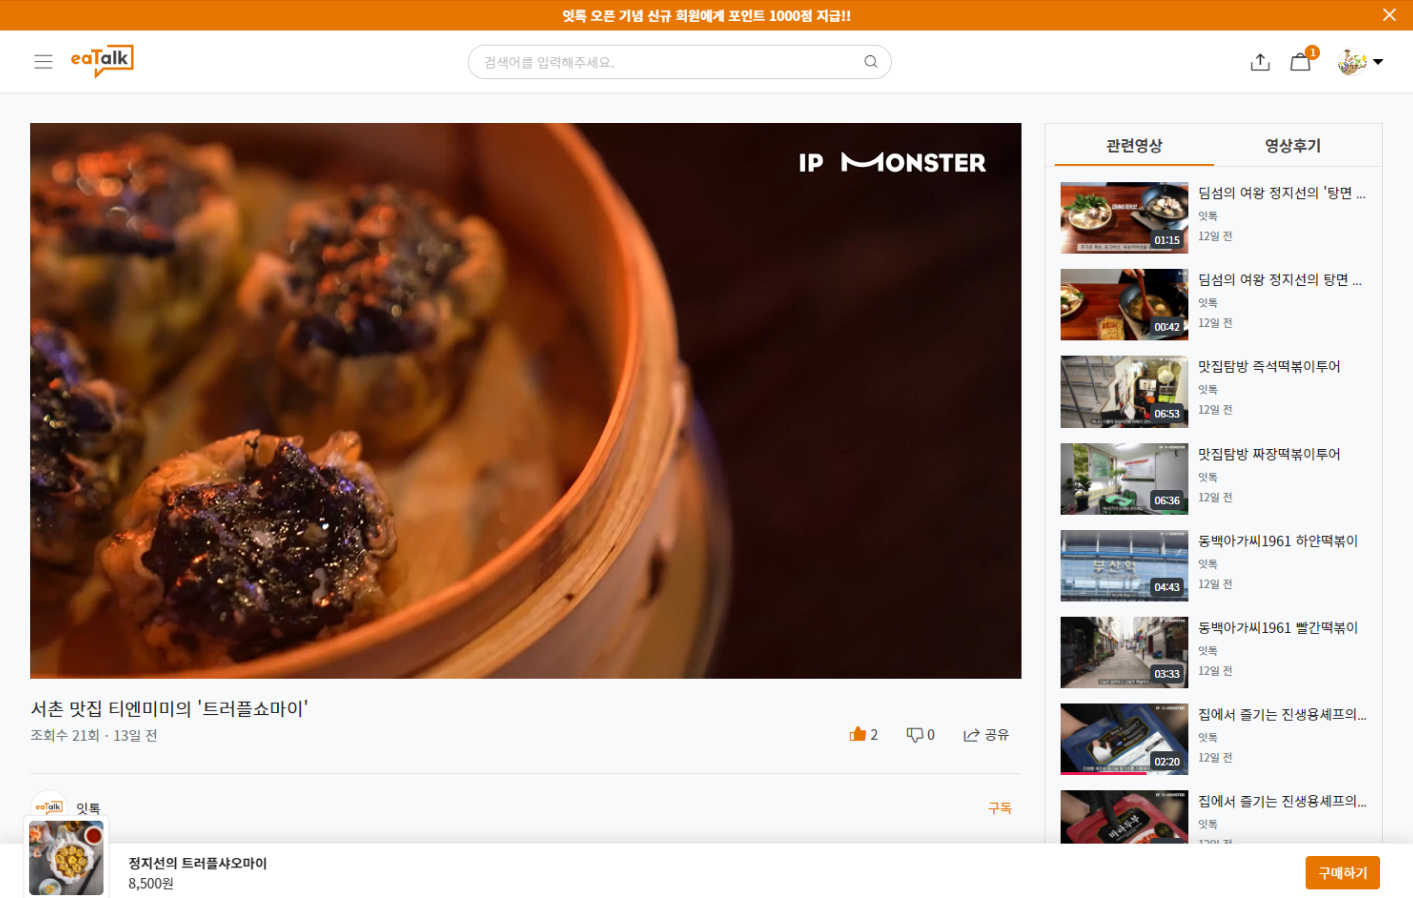 잇톡 오픈 기념 신규 회원에게 포인트 1000점 지급!!
eaTalk
검색어를 입력해주세요.
1
IP MONSTER
관련영상
영상후기
딤섬의 여왕 정지선의 '탕면 ...
잇톡
12일 전
01:15
딤섬의 여왕 정지선의 탕면 ...
잇톡
12일 전
00:42
맛집탐방 즉석떡볶이투어
잇톡
12일 전
06:53
맛집탐방 짜장떡볶이투어
잇톡
12일 전
06:36
동백아가씨1961 하얀떡볶이
잇톡
12일 전
부산역
04:43
동백아가씨1961 빨간떡볶이
잇톡
12일 전
03:33
집에서 즐기는 진생용셰프의...
잇톡
12일 전
02:20
집에서 즐기는 진생용셰프의...
잇톡
마파두부
서촌 맛집 티엔미미의 '트러플쇼마이'
조회수 21회 · 13일 전
2
0
공유
eaTalk
잇톡
구독
정지선의 트러플샤오마이
8,500원
구매하기